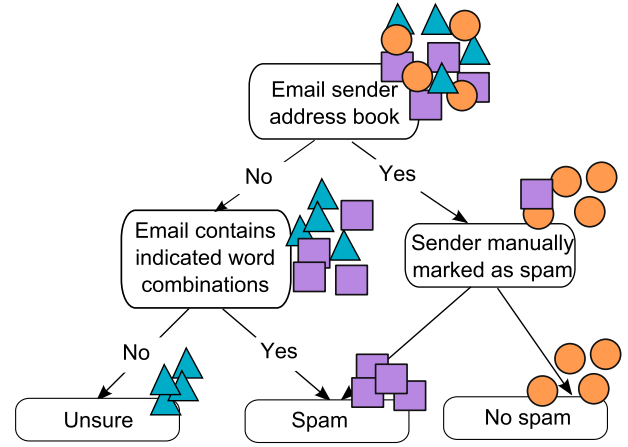 Email sender
address book
No
Yes
Email contains
indicated word
combinations
Sender manually
marked as spam
No
Yes
Unsure
Spam
No spam